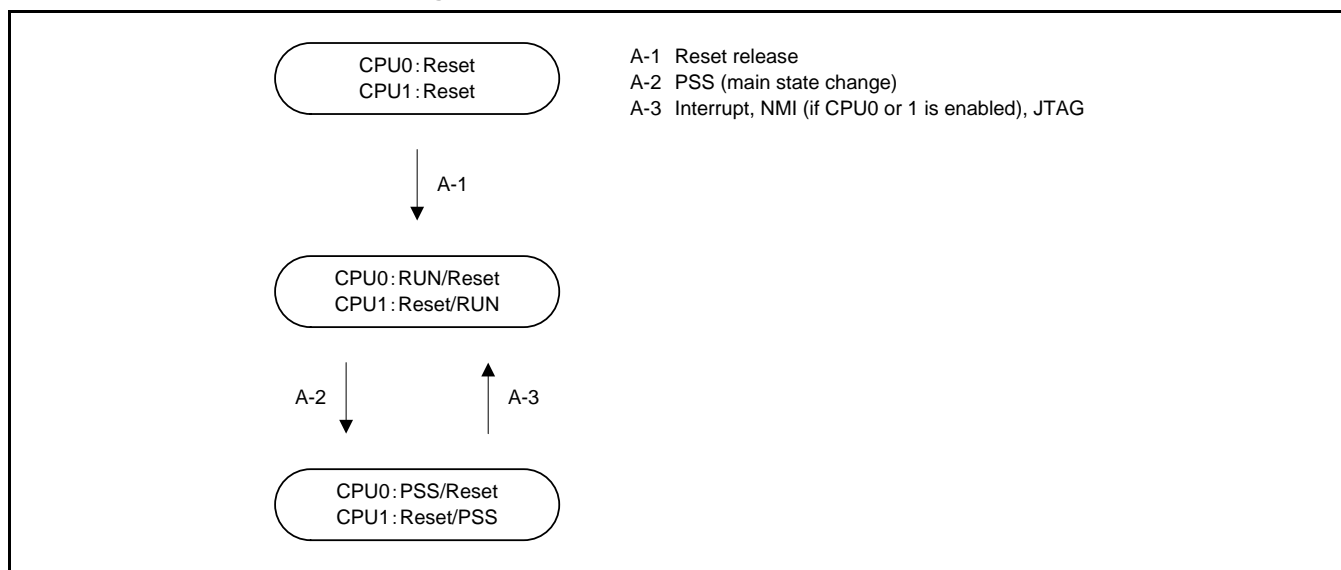 CPU0:Reset
CPU1:Reset
A-1 Reset release
A-2 PSS (main state change)
A-3 Interrupt, NMI (if CPU0 or 1 is enabled), JTAG
A-1
CPU0:RUN/Reset
CPU1:Reset/RUN
A-2
A-3
CPU0:PSS/Reset
CPU1:Reset/PSS